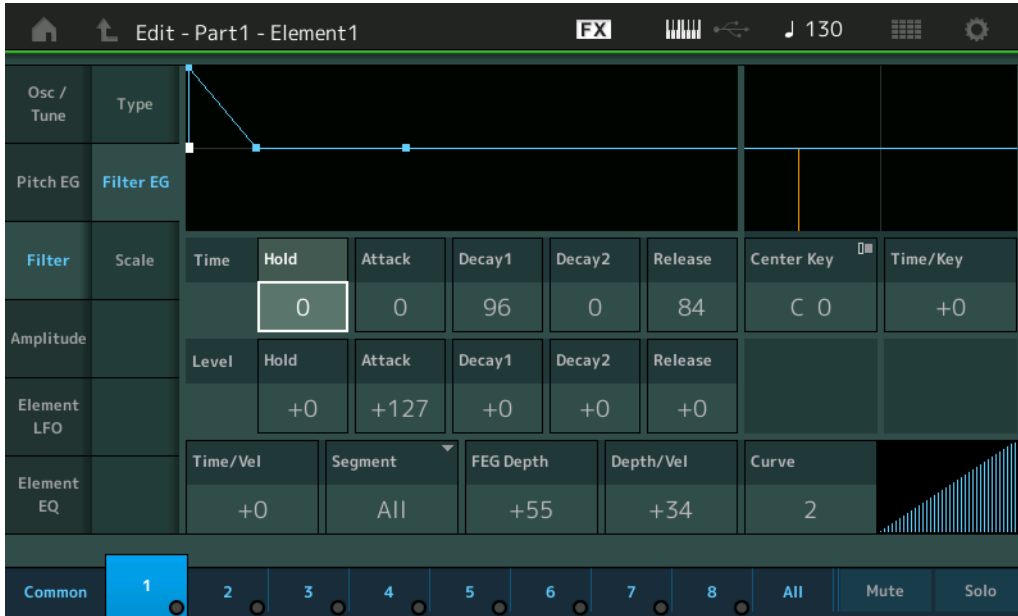 Edit - Part1 - Element1
FX
♩ 130
Osc /
Tune
Type
Pitch EG
Filter EG
Filter
Scale
Amplitude
Element
LFO
Element
EQ
Time
Hold
Attack
Decay1
Decay2
Release
Center Key
Time/Key
0
0
96
0
84
C 0
+0
Level
Hold
Attack
Decay1
Decay2
Release
+0
+127
+0
+0
+0
Time/Vel
Segment
FEG Depth
Depth/Vel
Curve
+0
All
+55
+34
2
Common
1
2
3
4
5
6
7
8
All
Mute
Solo